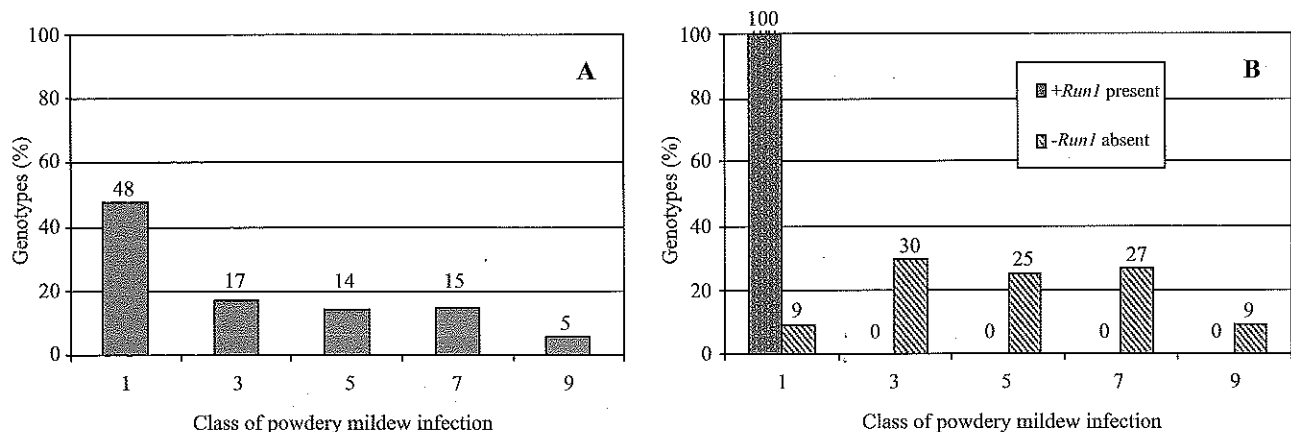 100
80
60
40
20
0
Genotypes (%)
A
48
17
14
15
5
1 3 5 7 9
Class of powdery mildew infection
100
80
60
40
20
0
Genotypes (%)
B
+Run1 present
-Run1 absent
100
9
0
30
0
25
0
27
0
9
1 3 5 7 9
Class of powdery mildew infection